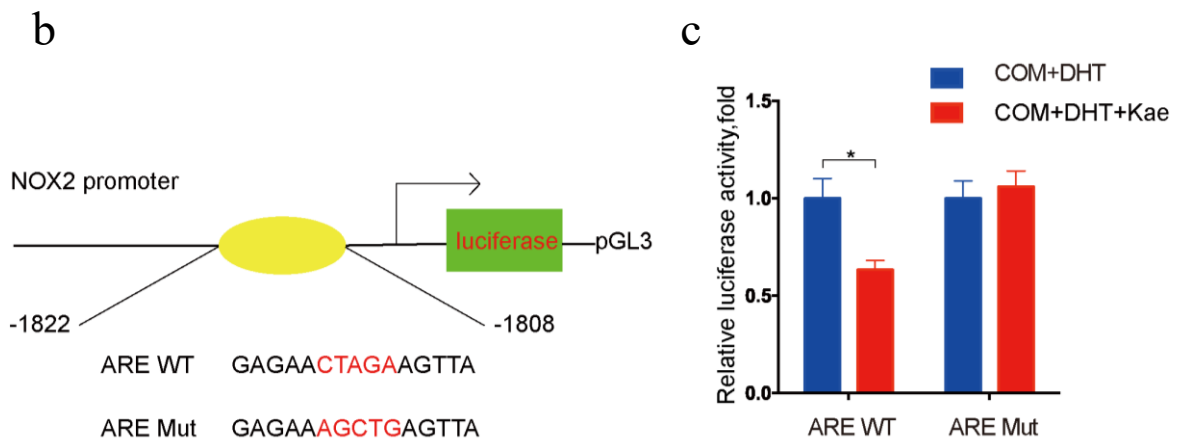 b
NOX2 promoter
luciferase
pGL3
-1822
-1808
ARE WT GAGAACTAGAAGTTA
ARE Mut GAGAAAGCTGAGTTA
c
COM+DHT
COM+DHT+Kae
Relative luciferase activity,fold
1.5
1.0
0.5
0.0
*
ARE WT
ARE Mut